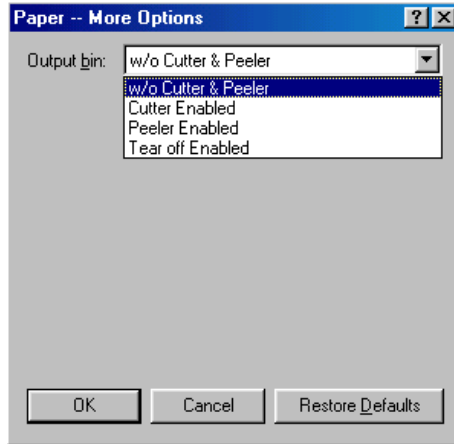 Paper -- More Options
Output bin: w/o Cutter & Peeler
w/o Cutter & Peeler
Cutter Enabled
Peeler Enabled
Tear off Enabled
OK Cancel Restore Defaults